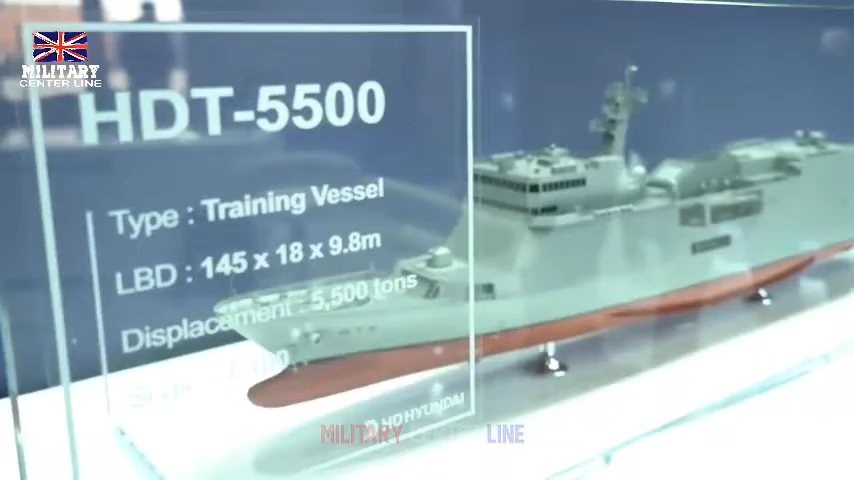 MILITARY
CENTER LINE
HDT-5500
Type : Training Vessel
LBD : 145 x 18 x 9.8m
Displacement : 5,500 tons
HD HYUNDAI
MILITARY CENTER LINE